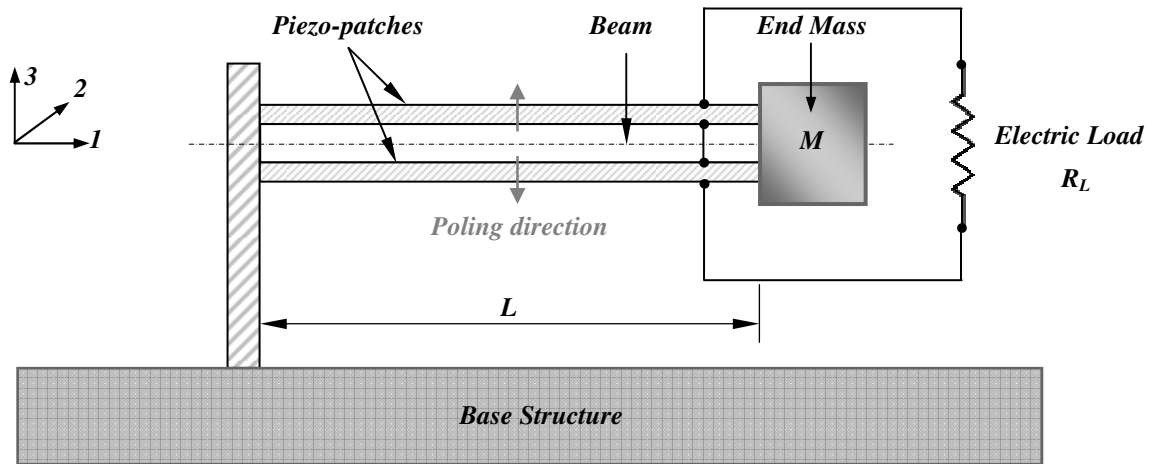 Piezo-patches
Beam
End Mass
3
2
1
M
Electric Load
R_L
Poling direction
L
Base Structure